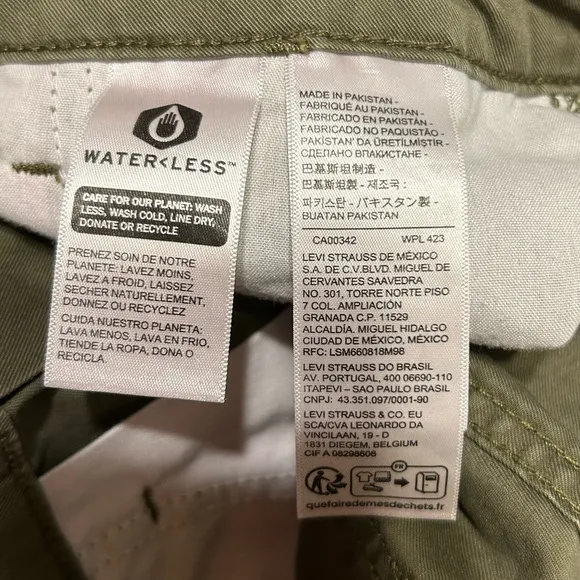 WATER<LESS™
CARE FOR OUR PLANET: WASH
LESS, WASH COLD, LINE DRY,
DONATE OR RECYCLE
PRENEZ SOIN DE NOTRE
PLANETE: LAVEZ MOINS,
LAVEZ A FROID, LAISSEZ
SECHER NATURELLEMENT,
DONNEZ OU RECYCLEZ
CUIDA NUESTRO PLANETA:
LAVA MENOS, LAVA EN FRIO,
TIENDE LA ROPA, DONA O
RECICLA.
MADE IN PAKISTAN -
FABRIQUÉ AU PAKISTAN -
FABRICADO EN PAKISTÁN -
FABRICADO NO PAQUISTÃO -
PAKİSTAN' DA ÜRETİLMİŞTİR -
СДЕЛАНО ВПАКИСТАНЕ -
巴基斯坦制造 -
巴基斯坦製 - 제조국 :
파키스탄 - パキスタン製 -
BUATAN PAKISTAN
CA00342 WPL 423
LEVI STRAUSS DE MÉXICO
S.A. DE C.V.BLVD. MIGUEL DE
CERVANTES SAAVEDRA
NO. 301, TORRE NORTE PISO
7 COL. AMPLIACIÓN
GRANADA C.P. 11529
ALCALDÍA. MIGUEL HIDALGO
CIUDAD DE MÉXICO, MÉXICO
RFC: LSM660818M98
LEVI STRAUSS DO BRASIL
AV. PORTUGAL, 400 06690-110
ITAPEVI – SAO PAULO BRASIL
CNPJ: 43.351.097/0001-90
LEVI STRAUSS & CO. EU
SCA/CVA LEONARDO DA
VINCILAAN, 19 - D
1831 DIEGEM, BELGIUM
CIF A 08298606
FR
quefairedemesdechets.fr